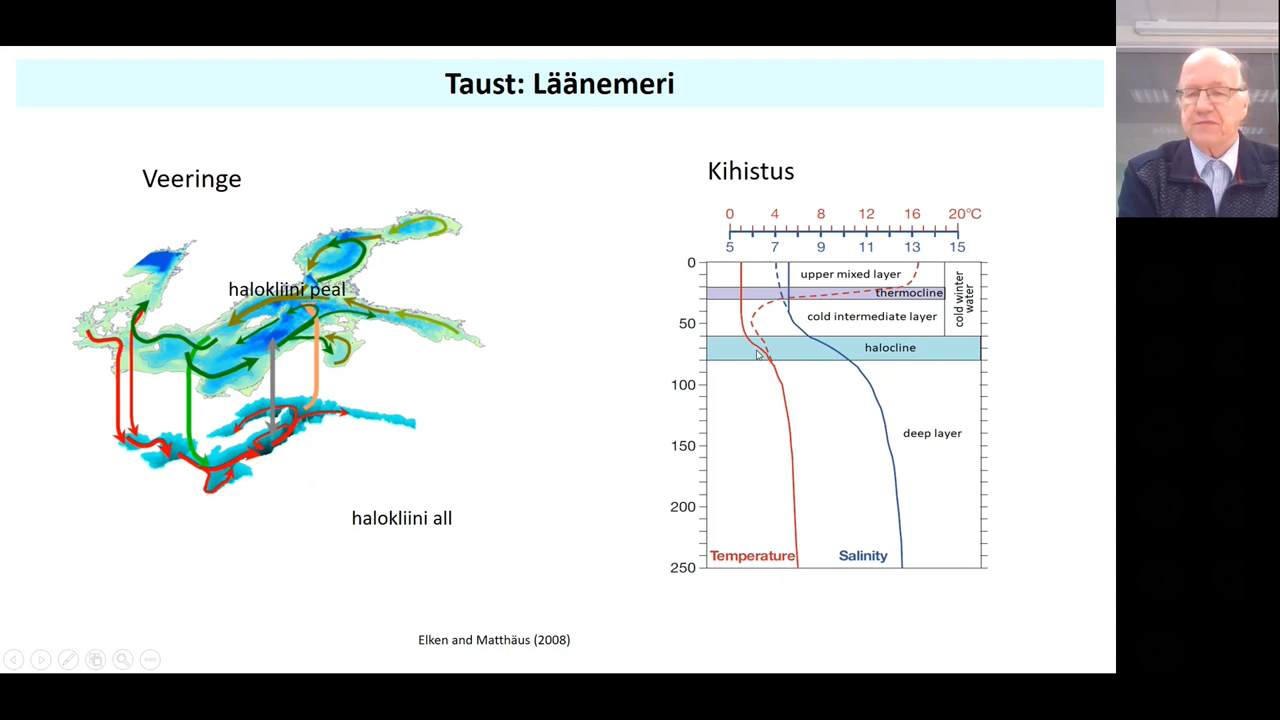 Taust: Läänemeri
Veeringe
halokliini peal
halokliini all
Kihistus
0 4 8 12 16 20°C
5 7 9 11 13 15
0
50
100
150
200
250
upper mixed layer
thermocline
cold intermediate layer
cold winter
water
halocline
deep layer
Temperature
Salinity
Elken and Matthäus (2008)